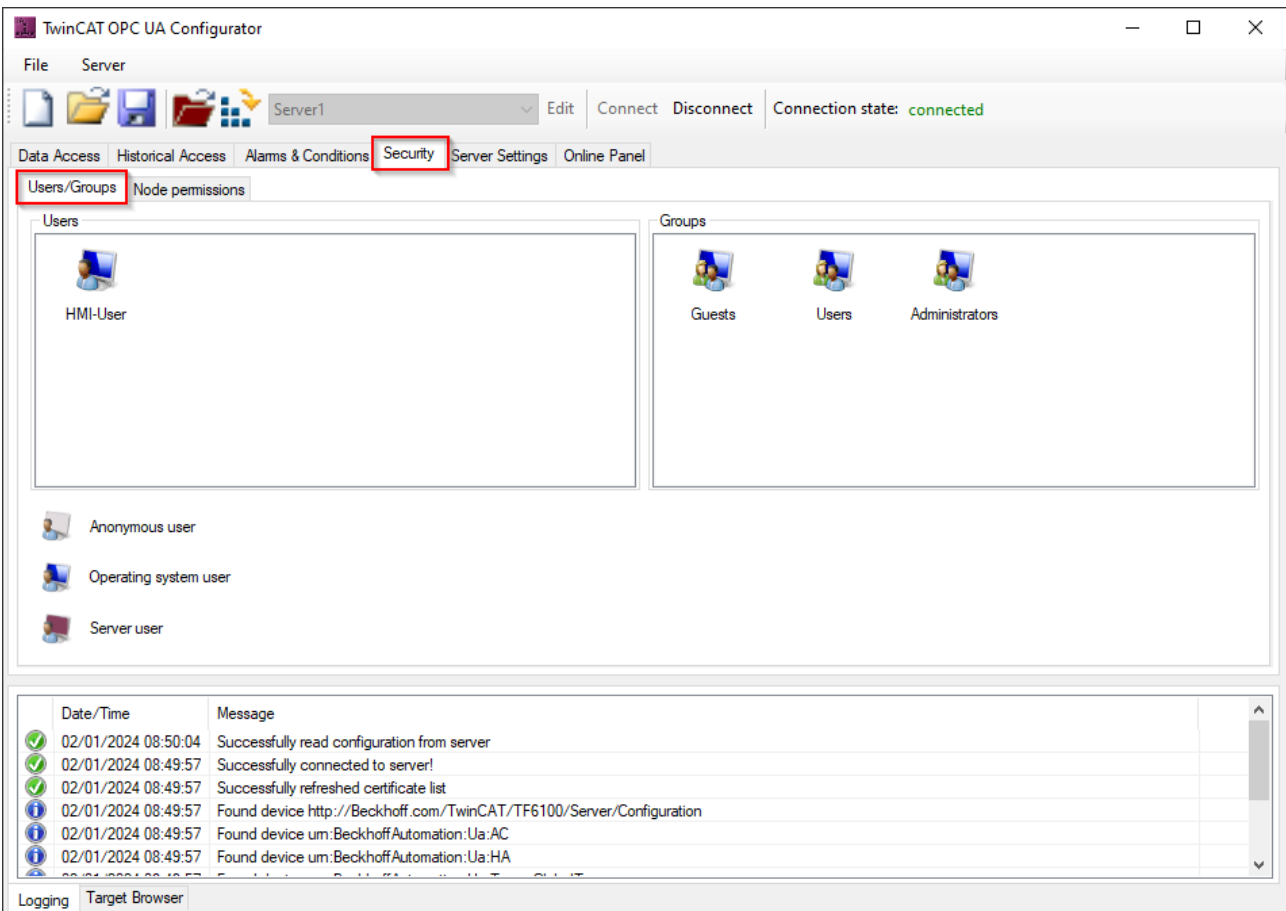 TwinCAT OPC UA Configurator
File Server
Server1 Edit Connect Disconnect Connection state: connected
Data Access Historical Access Alarms & Conditions Security Server Settings Online Panel
Users/Groups Node permissions
Users Groups
HMI-User Guests Users Administrators
Anonymous user
Operating system user
Server user
Date/Time Message
02/01/2024 08:50:04 Successfully read configuration from server
02/01/2024 08:49:57 Successfully connected to server!
02/01/2024 08:49:57 Successfully refreshed certificate list
02/01/2024 08:49:57 Found device http://Beckhoff.com/TwinCAT/TF6100/Server/Configuration
02/01/2024 08:49:57 Found device urn:BeckhoffAutomation:Ua:AC
02/01/2024 08:49:57 Found device urn:BeckhoffAutomation:Ua:HA
Logging Target Browser